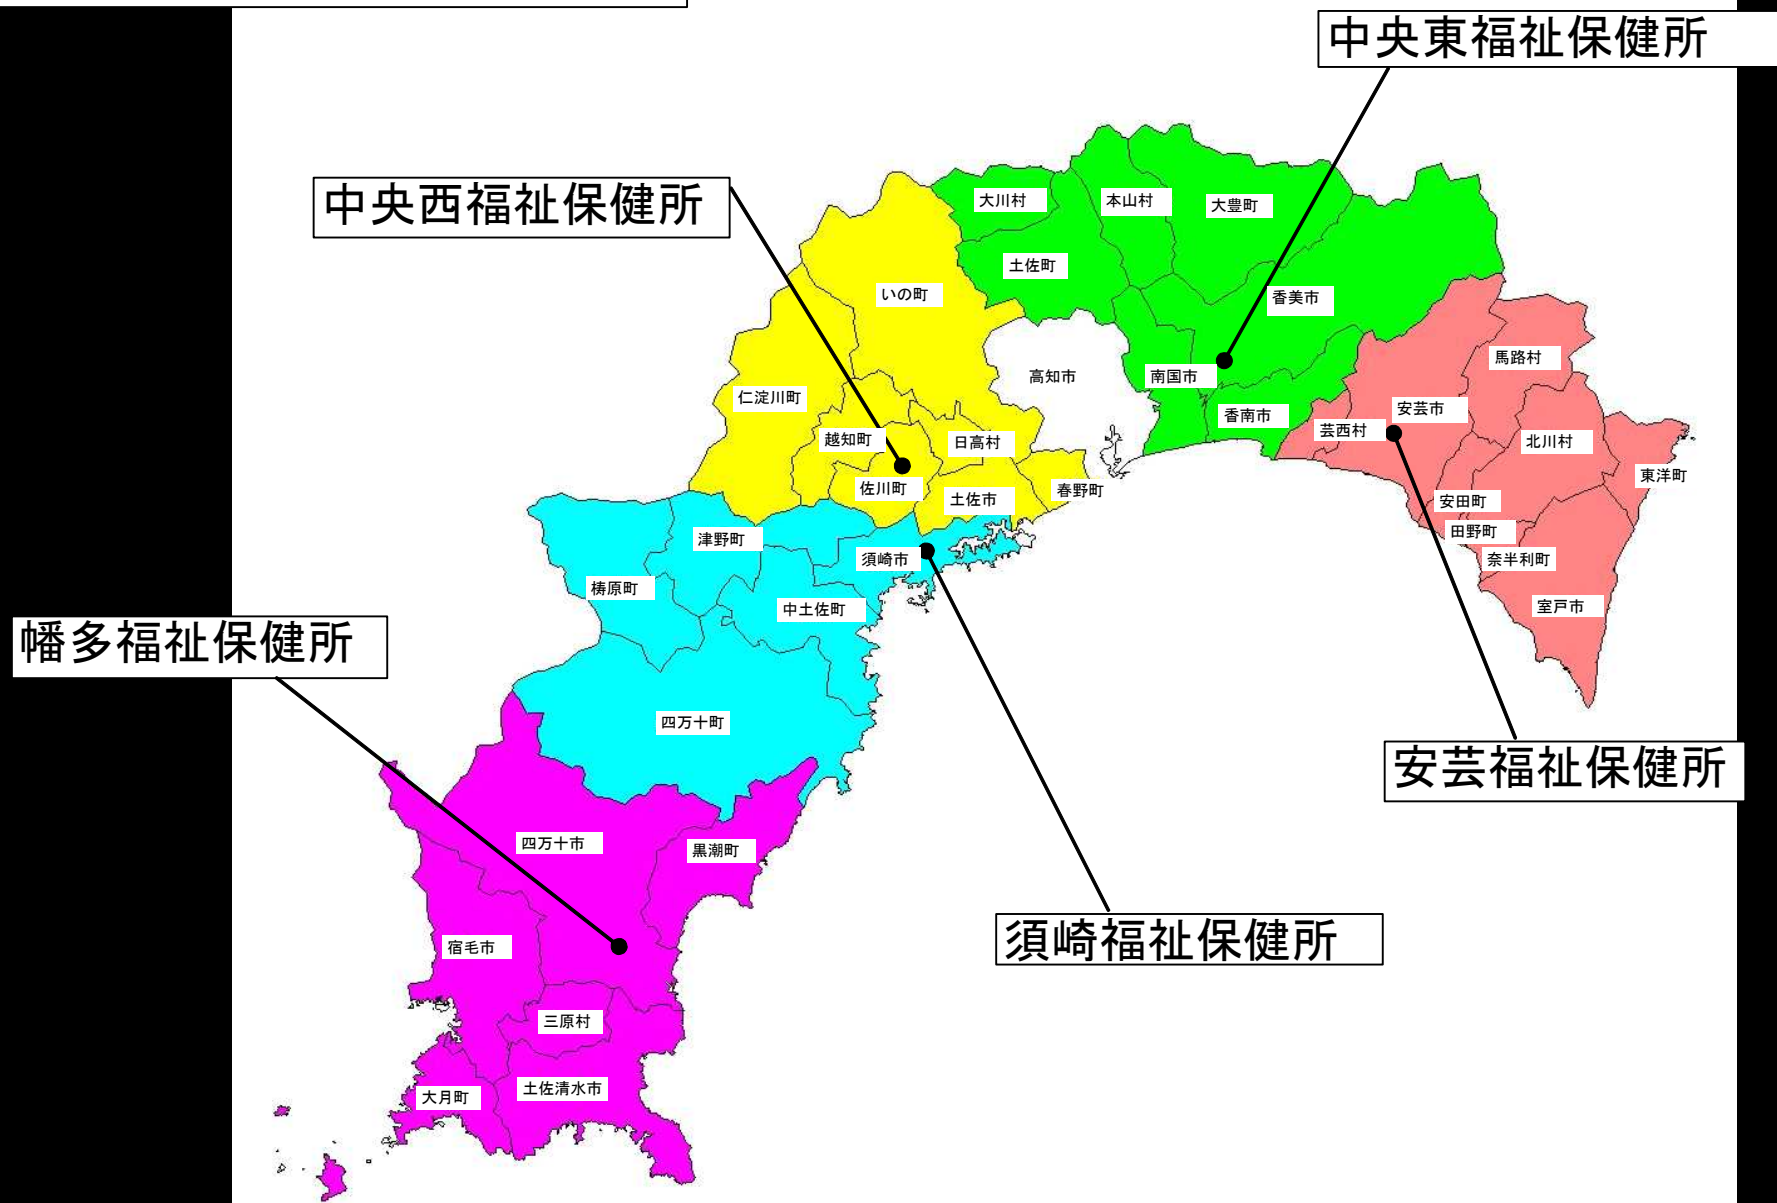 中央東福祉保健所
中央西福祉保健所
大川村
本山村
大豊町
土佐町
いの町
香美市
高知市
南国市
馬路村
仁淀川町
香南市
安芸市
芸西村
越知町
日高村
北川村
東洋町
佐川町
土佐市
春野町
安田町
田野町
津野町
須崎市
奈半利町
梼原町
中土佐町
室戸市
幡多福祉保健所
四万十町
安芸福祉保健所
四万十市
黒潮町
須崎福祉保健所
宿毛市
三原村
大月町
土佐清水市